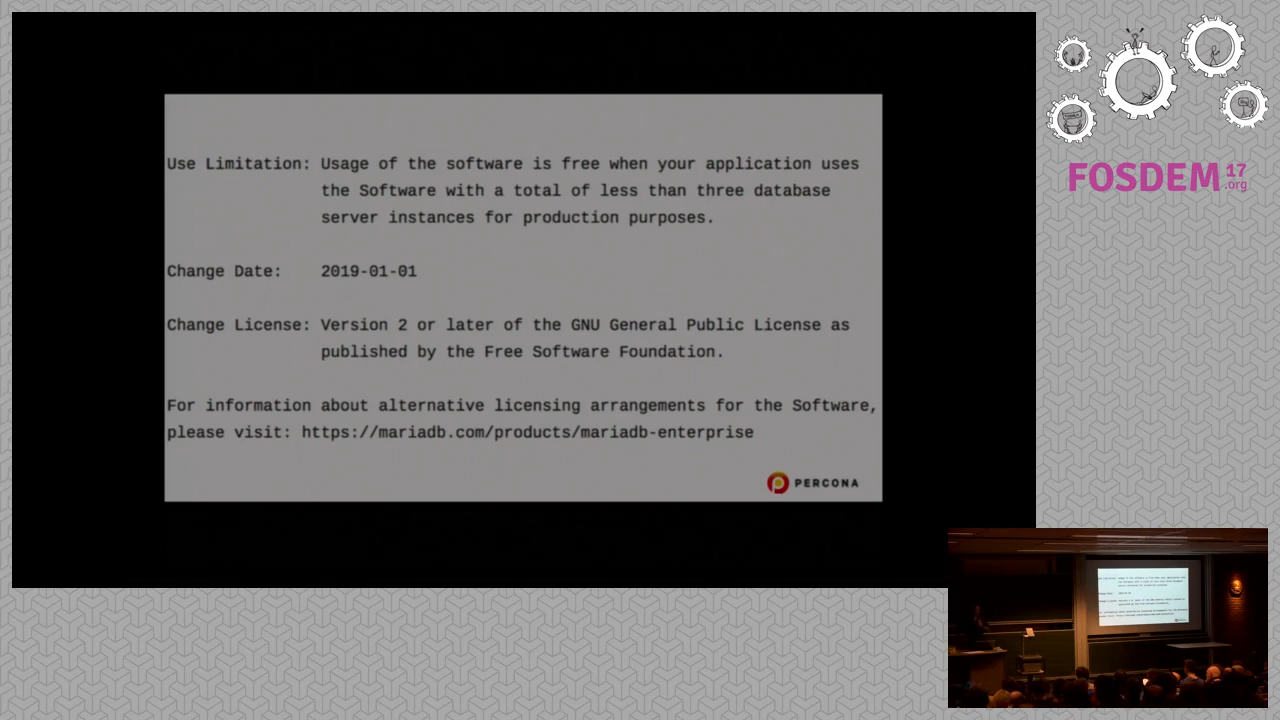 Use Limitation: Usage of the software is free when your application uses
the Software with a total of less than three database
server instances for production purposes.
Change Date: 2019-01-01
Change License: Version 2 or later of the GNU General Public License as
published by the Free Software Foundation.
For information about alternative licensing arrangements for the Software,
please visit: https://mariadb.com/products/mariadb-enterprise
PERCONA
FOSDEM 17
.org